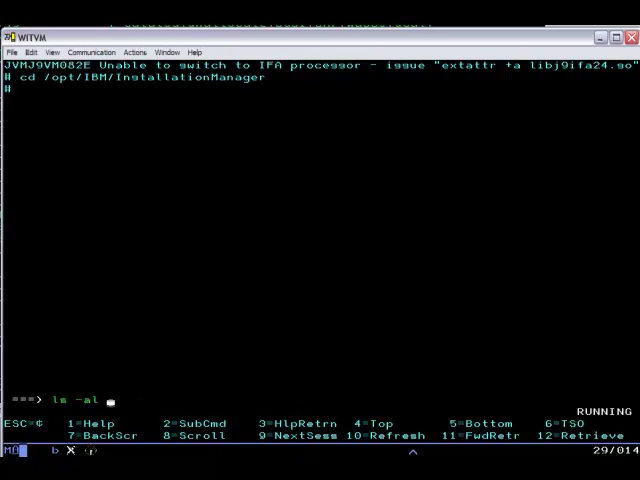 WITVM
File Edit View Communication Actions Window Help
JVMJ9VM082E Unable to switch to IFA processor - issue "extattr +a libj9ifa24.so"
# cd /opt/IBM/InstallationManager
#
===> ls -al
RUNNING
ESC=¢ 1=Help 2=SubCmd 3=HlpRetrn 4=Top 5=Bottom 6=TSO
7=BackScr 8=Scroll 9=NextSess 10=Refresh 11=FwdRetr 12=Retrieve
MA b X 29/014